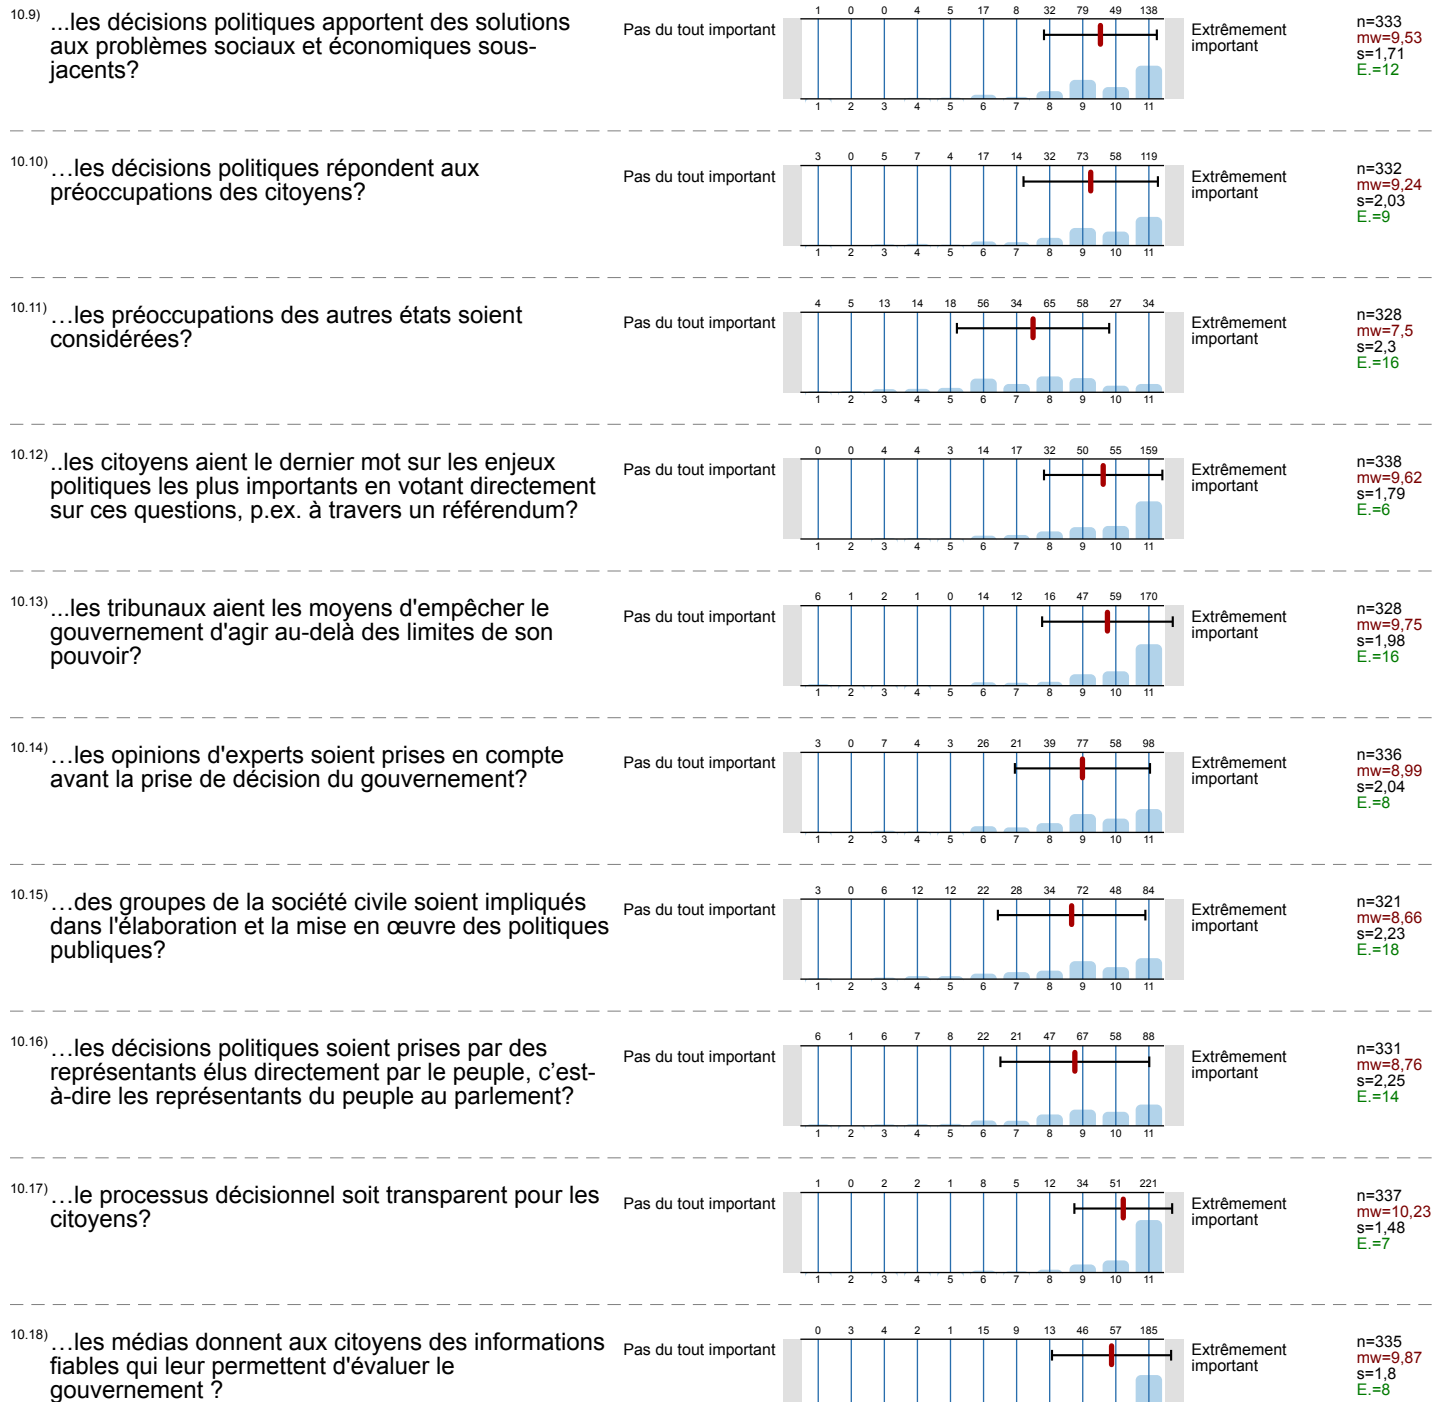 10.9) ...les décisions politiques apportent des solutions
aux problèmes sociaux et économiques sous-
jacents?
Pas du tout important
1 0 0 4 3 17 8 32 79 49 138
1 2 3 4 5 6 7 8 9 10 11
Extrêmement
important
n=333
mw=9,53
s=1,71
E.=12
10.10) …les décisions politiques répondent aux
préoccupations des citoyens?
Pas du tout important
3 0 5 7 4 17 14 32 73 58 119
1 2 3 4 5 6 7 8 9 10 11
Extrêmement
important
n=332
mw=9,24
s=2,03
E.=9
10.11) …les préoccupations des autres états soient
considérées?
Pas du tout important
4 5 13 14 18 56 34 65 58 27 34
1 2 3 4 5 6 7 8 9 10 11
Extrêmement
important
n=328
mw=7,5
s=2,3
E.=16
10.12) ..les citoyens aient le dernier mot sur les enjeux
politiques les plus importants en votant directement
sur ces questions, p.ex. à travers un référendum?
Pas du tout important
0 0 4 4 3 14 17 32 50 55 159
1 2 3 4 5 6 7 8 9 10 11
Extrêmement
important
n=338
mw=9,62
s=1,79
E.=6
10.13) ...les tribunaux aient les moyens d'empêcher le
gouvernement d'agir au-delà des limites de son
pouvoir?
Pas du tout important
6 1 2 1 0 14 12 16 47 59 170
1 2 3 4 5 6 7 8 9 10 11
Extrêmement
important
n=328
mw=9,75
s=1,98
E.=16
10.14) …les opinions d'experts soient prises en compte
avant la prise de décision du gouvernement?
Pas du tout important
3 0 7 4 3 26 21 39 77 58 98
1 2 3 4 5 6 7 8 9 10 11
Extrêmement
important
n=336
mw=8,99
s=2,04
E.=8
10.15) …des groupes de la société civile soient impliqués
dans l'élaboration et la mise en œuvre des politiques
publiques?
Pas du tout important
3 0 6 12 12 22 28 34 72 48 84
1 2 3 4 5 6 7 8 9 10 11
Extrêmement
important
n=321
mw=8,66
s=2,23
E.=18
10.16) …les décisions politiques soient prises par des
représentants élus directement par le peuple, c’est-
à-dire les représentants du peuple au parlement?
Pas du tout important
6 1 6 7 8 22 21 47 67 58 88
1 2 3 4 5 6 7 8 9 10 11
Extrêmement
important
n=331
mw=8,76
s=2,25
E.=14
10.17) …le processus décisionnel soit transparent pour les
citoyens?
Pas du tout important
1 0 2 2 1 8 5 12 34 51 221
1 2 3 4 5 6 7 8 9 10 11
Extrêmement
important
n=337
mw=10,23
s=1,48
E.=7
10.18) …les médias donnent aux citoyens des informations
fiables qui leur permettent d'évaluer le
gouvernement ?
Pas du tout important
0 3 4 2 1 15 9 13 46 57 185
Extrêmement
important
n=335
mw=9,87
s=1,8
E.=8